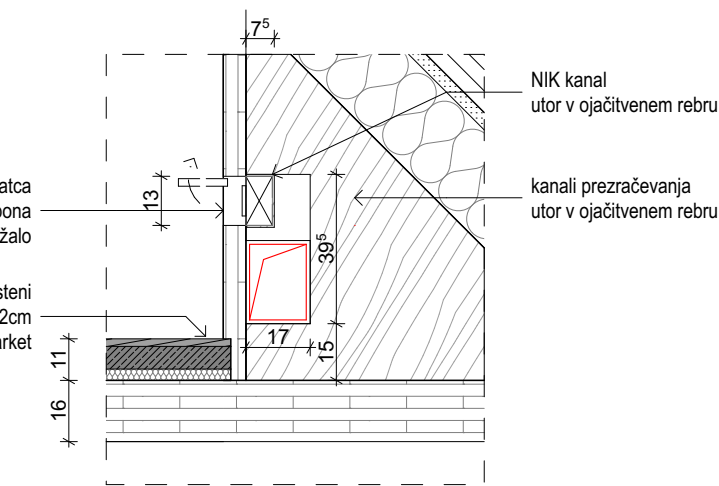 7⁵
NIK kanal
utor v ojačitvenem rebru
kanali prezračevanja
utor v ojačitvenem rebru
13
39⁵
17
15
11
16
atca
pona
žalo
steni
2cm
rket